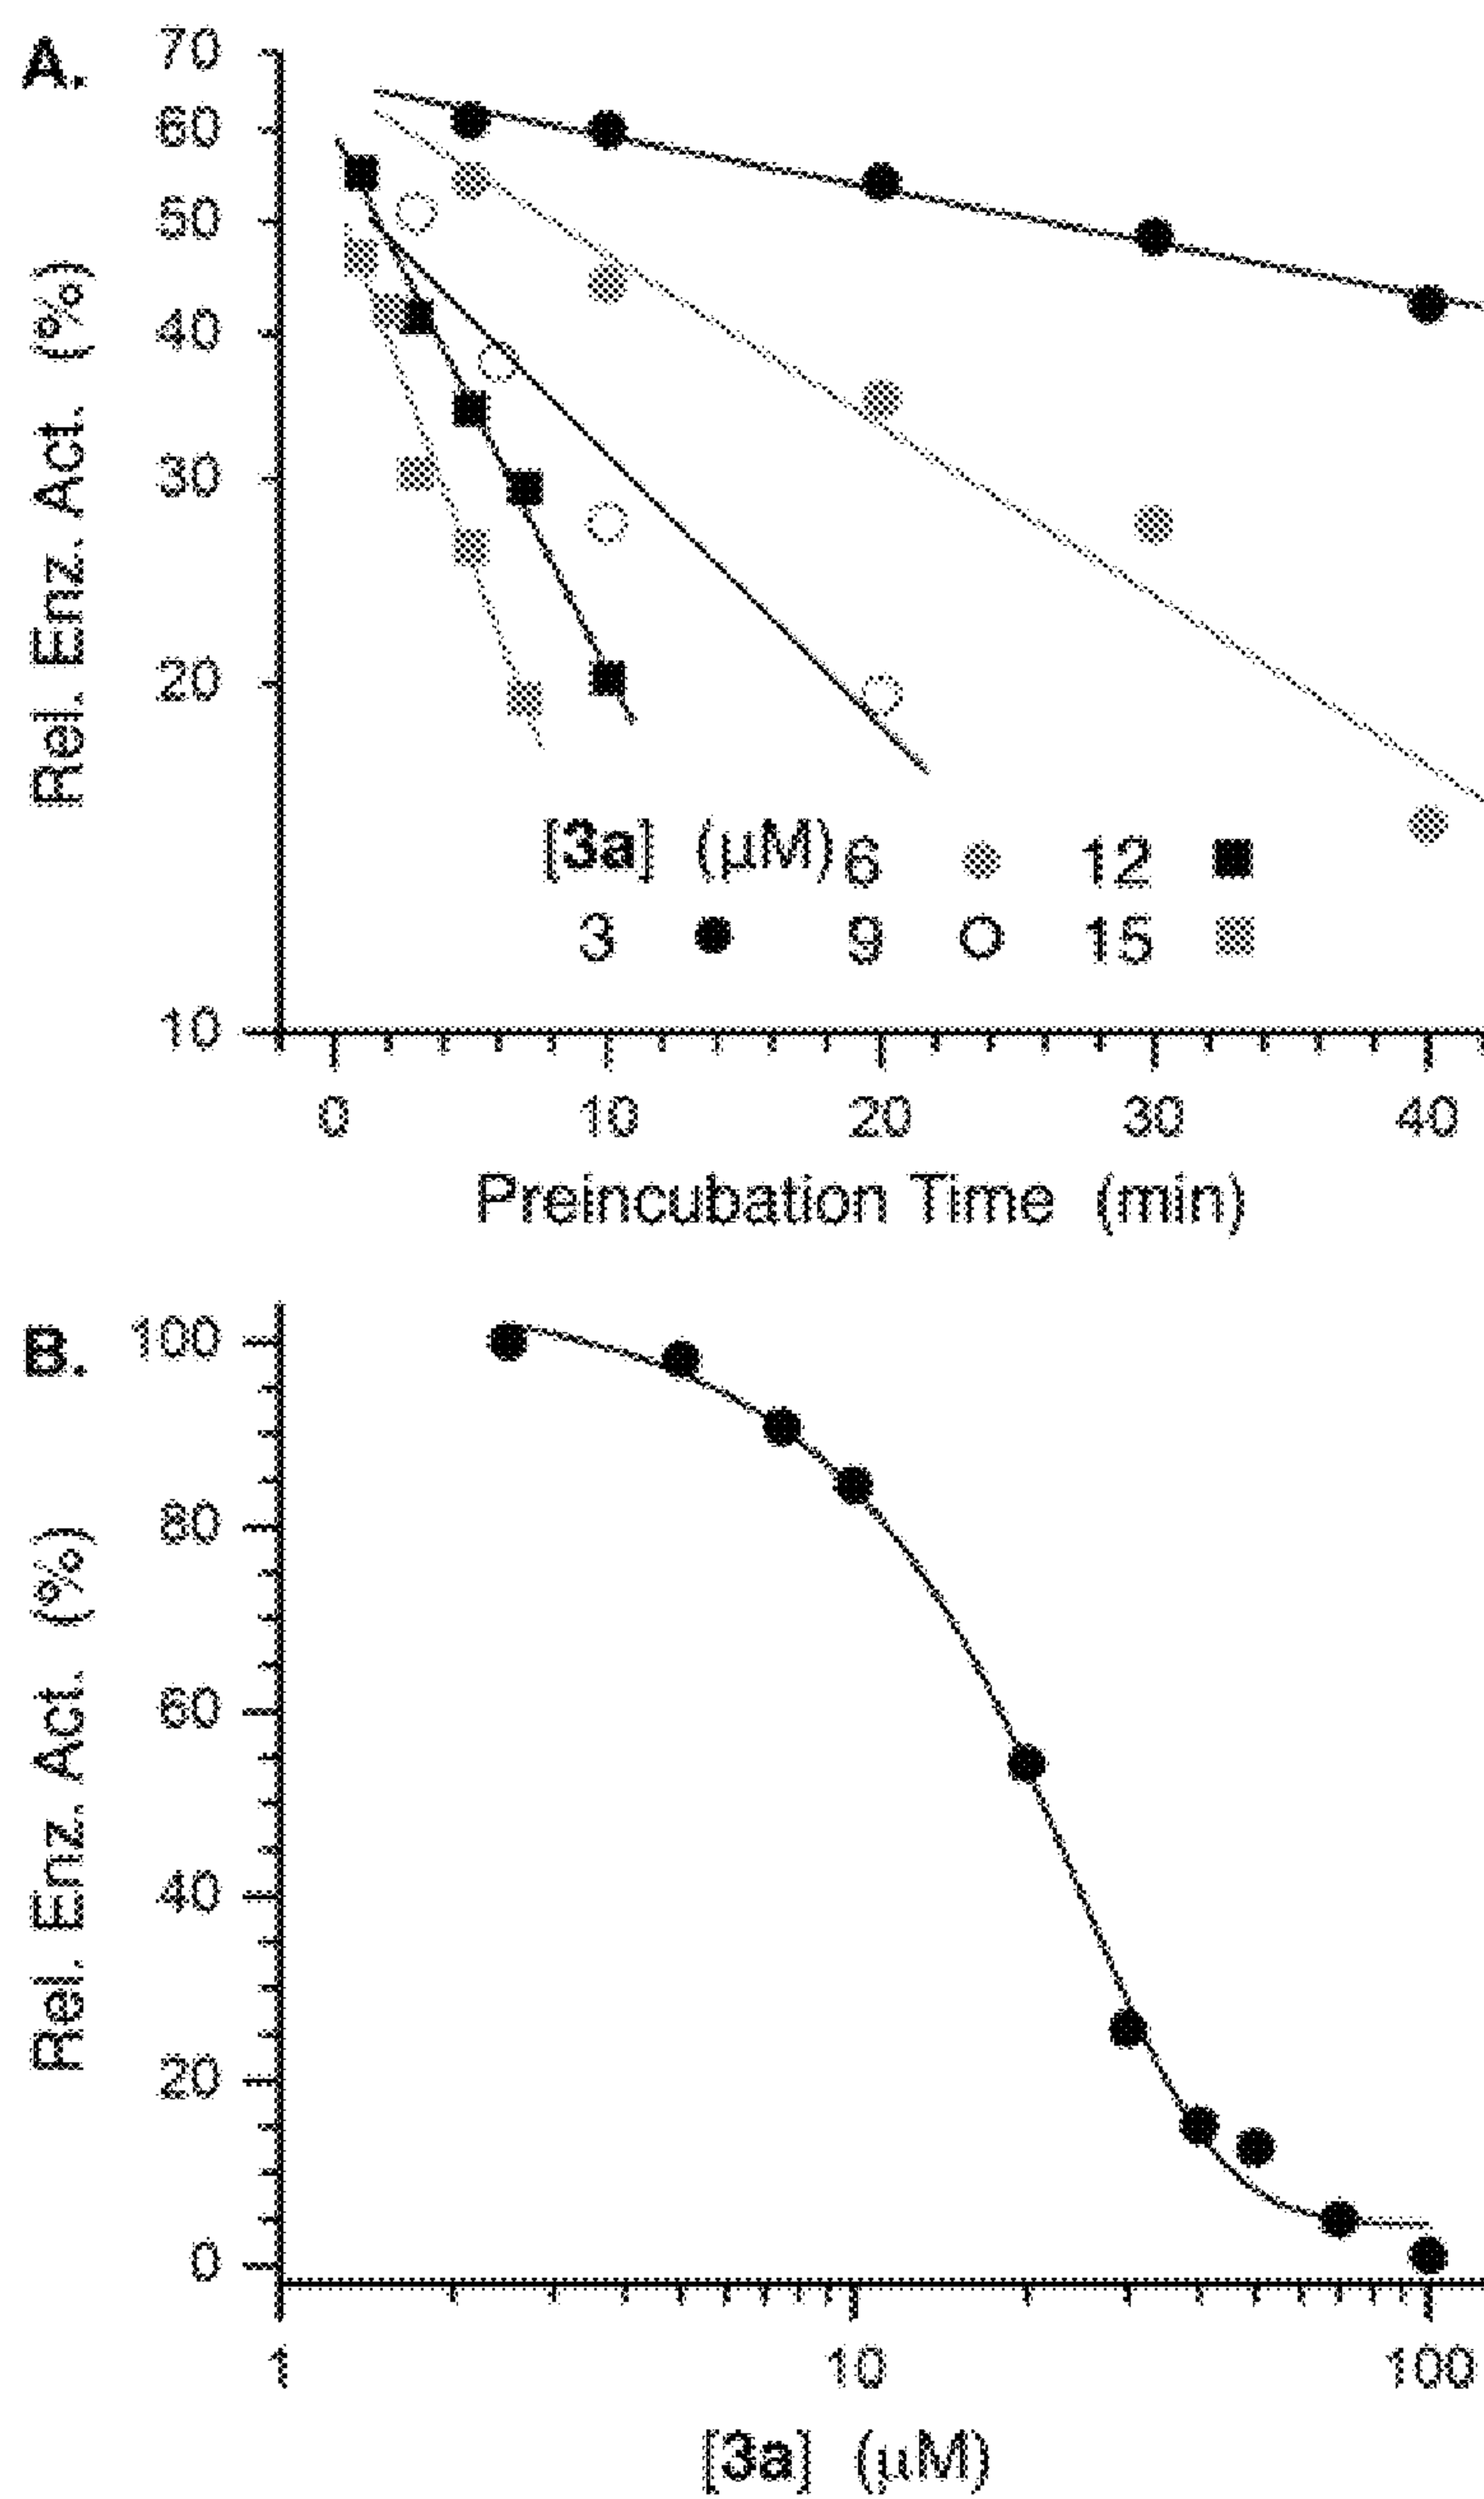 A.
70
60
50
40
30
20
10
Rel. Enz. Act. (%)
[3a] (μM) 6 12
3 9 15
0 10 20 30 40
Preincubation Time (min)
B.
100
80
60
40
20
0
Rel. Enz. Act. (%)
1 10 100
[3a] (μM)